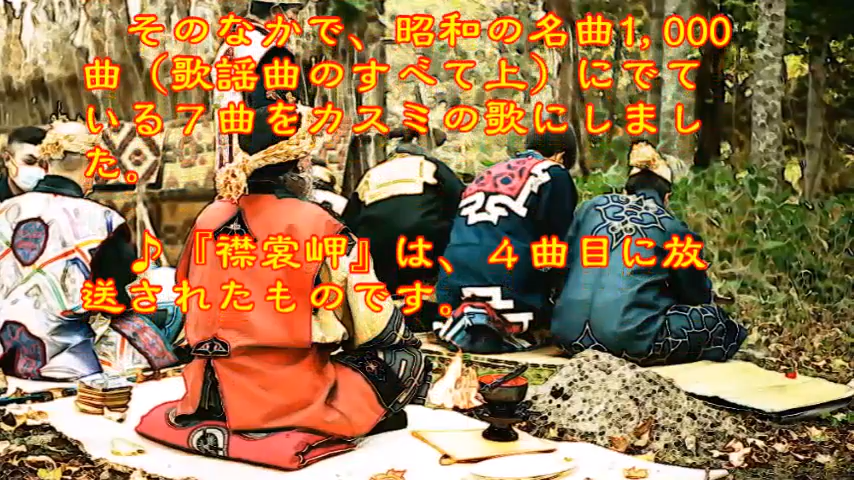 そのなかで、昭和の名曲1,000
曲（歌謡曲のすべて上）にでて
いる７曲をカスミの歌にしまし
た。
♪『襟裳岬』は、４曲目に放
送されたものです。